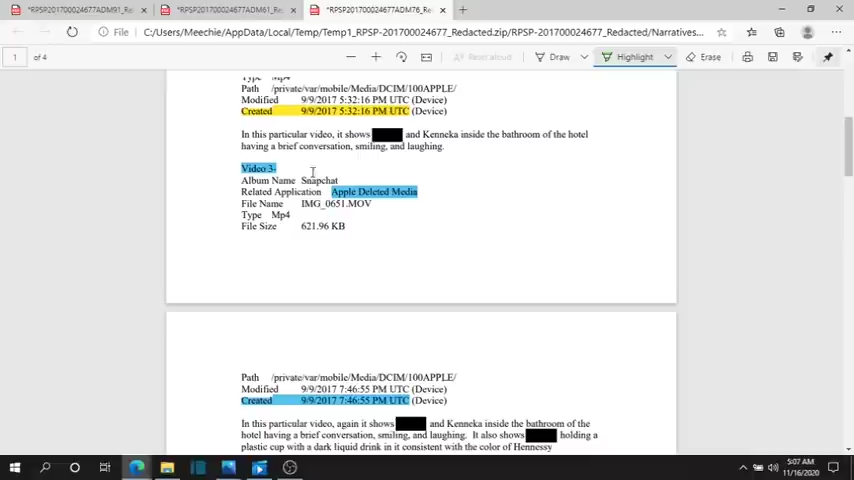 *RPSP201700024677ADM91_Re
*RPSP201700024677ADM61_Re
*RPSP201700024677ADM76_Re
File
C:/Users/Meechie/AppData/Local/Temp/Temp1_RPSP-201700024677_Redacted.zip/RPSP-201700024677_Redacted/Narratives...
1 of 4
Read aloud
Draw
Highlight
Erase
Type Mp4
Path /private/var/mobile/Media/DCIM/100APPLE/
Modified 9/9/2017 5:32:16 PM UTC (Device)
Created 9/9/2017 5:32:16 PM UTC (Device)
In this particular video, it shows and Kenneka inside the bathroom of the hotel
having a brief conversation, smiling, and laughing.
Video 3-
Album Name Snapchat
Related Application Apple Deleted Media
File Name IMG_0651.MOV
Type Mp4
File Size 621.96 KB
Path /private/var/mobile/Media/DCIM/100APPLE/
Modified 9/9/2017 7:46:55 PM UTC (Device)
Created 9/9/2017 7:46:55 PM UTC (Device)
In this particular video, again it shows and Kenneka inside the bathroom of the
hotel having a brief conversation, smiling, and laughing. It also shows holding a
plastic cup with a dark liquid drink in it consistent with the color of Hennessy
5:07 AM
11/16/2020